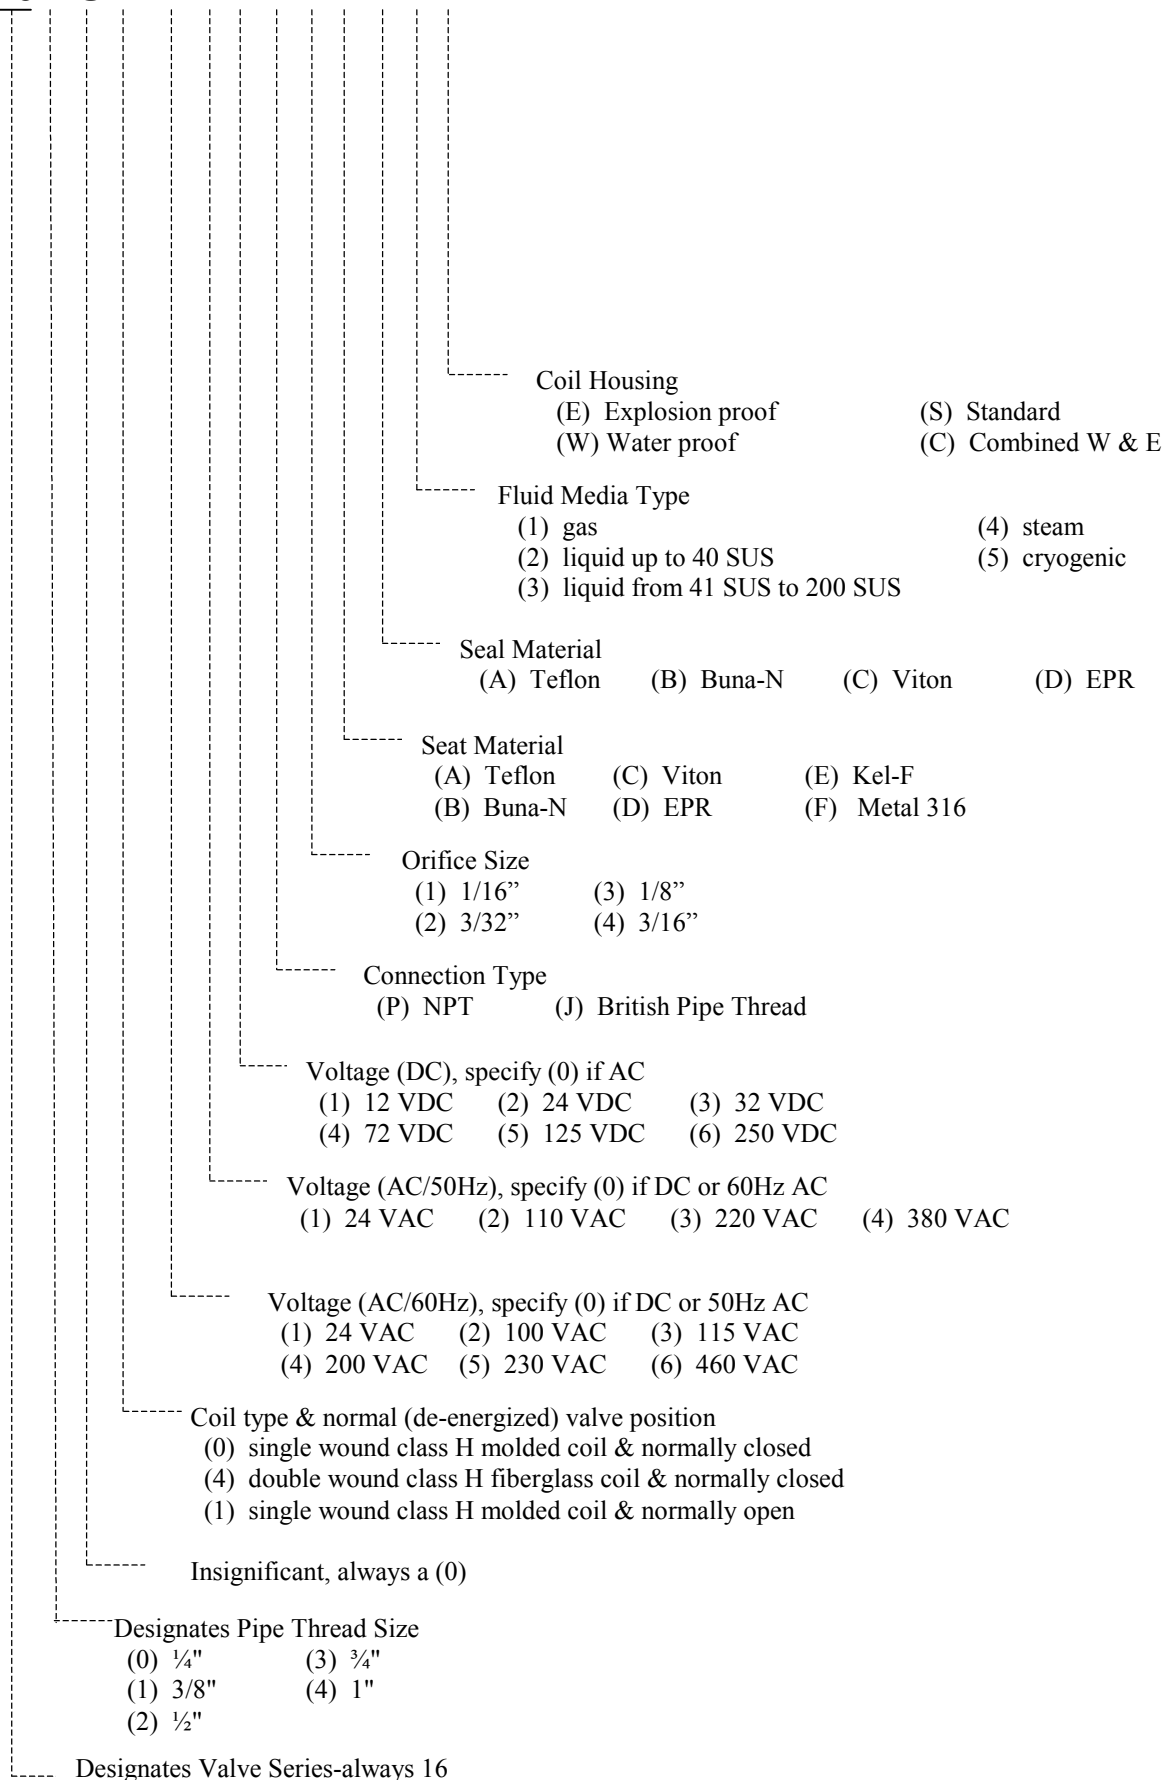 Coil Housing
(E) Explosion proof (S) Standard
(W) Water proof (C) Combined W & E
Fluid Media Type
(1) gas (4) steam
(2) liquid up to 40 SUS (5) cryogenic
(3) liquid from 41 SUS to 200 SUS
Seal Material
(A) Teflon (B) Buna-N (C) Viton (D) EPR
Seat Material
(A) Teflon (C) Viton (E) Kel-F
(B) Buna-N (D) EPR (F) Metal 316
Orifice Size
(1) 1/16” (3) 1/8”
(2) 3/32” (4) 3/16”
Connection Type
(P) NPT (J) British Pipe Thread
Voltage (DC), specify (0) if AC
(1) 12 VDC (2) 24 VDC (3) 32 VDC
(4) 72 VDC (5) 125 VDC (6) 250 VDC
Voltage (AC/50Hz), specify (0) if DC or 60Hz AC
(1) 24 VAC (2) 110 VAC (3) 220 VAC (4) 380 VAC
Voltage (AC/60Hz), specify (0) if DC or 50Hz AC
(1) 24 VAC (2) 100 VAC (3) 115 VAC
(4) 200 VAC (5) 230 VAC (6) 460 VAC
Coil type & normal (de-energized) valve position
(0) single wound class H molded coil & normally closed
(4) double wound class H fiberglass coil & normally closed
(1) single wound class H molded coil & normally open
Insignificant, always a (0)
Designates Pipe Thread Size
(0) ¼" (3) ¾"
(1) 3/8" (4) 1"
(2) ½"
Designates Valve Series-always 16